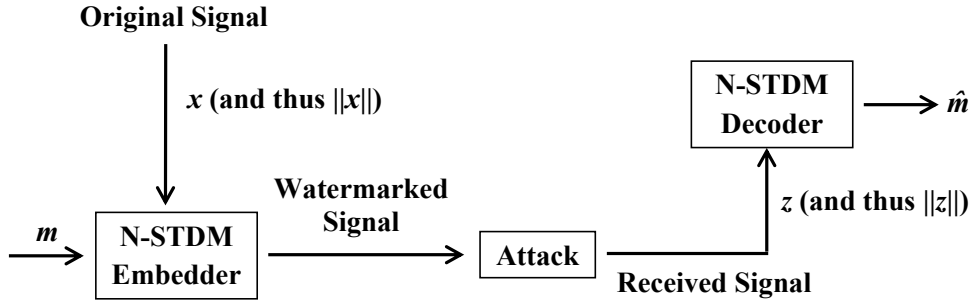 Original Signal
x (and thus ||x||)
N-STDM
Decoder
m̂
Watermarked
Signal
z (and thus ||z||)
m
N-STDM
Embedder
Attack
Received Signal